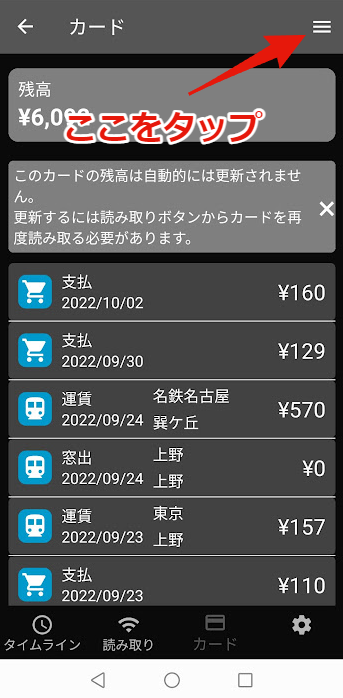 カード
残高
¥6,0
ここをタップ
このカードの残高は自動的には更新されませ
ん。
更新するには読み取りボタンからカードを再
度読み取る必要があります。
支払
2022/10/02
¥160
支払
2022/09/30
¥129
運賃
2022/09/24
名鉄名古屋
巽ケ丘
¥570
窓出
2022/09/24
上野
上野
¥0
運賃
2022/09/23
東京
上野
¥157
支払
2022/09/23
¥110
タイムライン
読み取り
カード